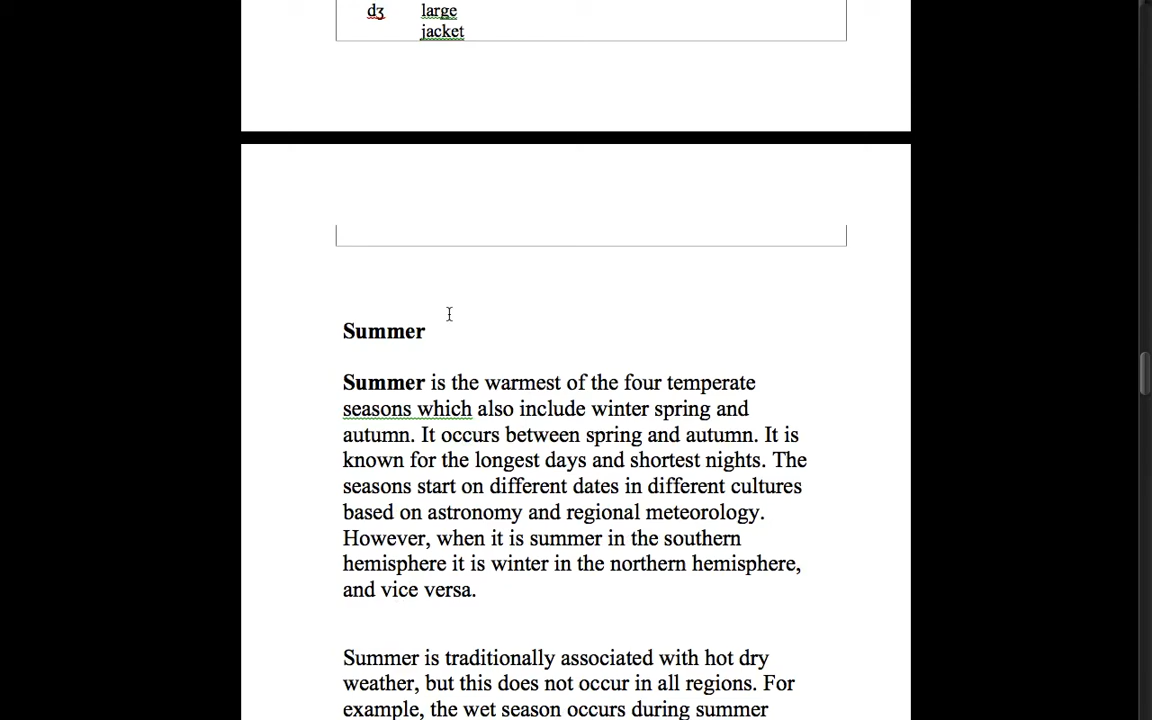 dʒ large
jacket
Summer
Summer is the warmest of the four temperate
seasons which also include winter spring and
autumn. It occurs between spring and autumn. It is
known for the longest days and shortest nights. The
seasons start on different dates in different cultures
based on astronomy and regional meteorology.
However, when it is summer in the southern
hemisphere it is winter in the northern hemisphere,
and vice versa.
Summer is traditionally associated with hot dry
weather, but this does not occur in all regions. For
example, the wet season occurs during summer